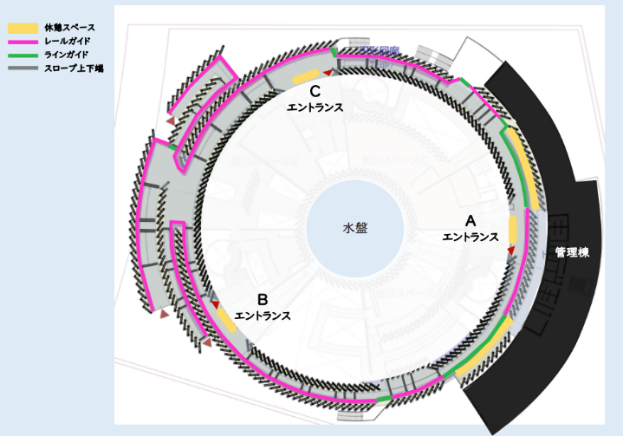 休憩スペース
レールガイド
ラインガイド
スロープ上下端
C
エントランス
A
エントランス
水盤
管理棟
B
エントランス